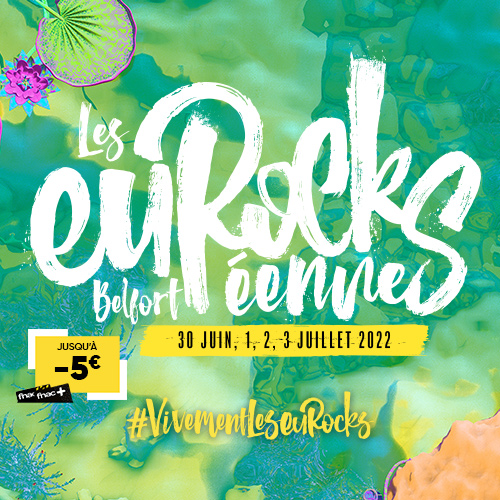 Les
euRocks
Belfort éennes
30 JUIN, 1, 2, 3 JUILLET 2022
JUSQU'À
-5€
fnac fnac+
#VivementLeseuRocks